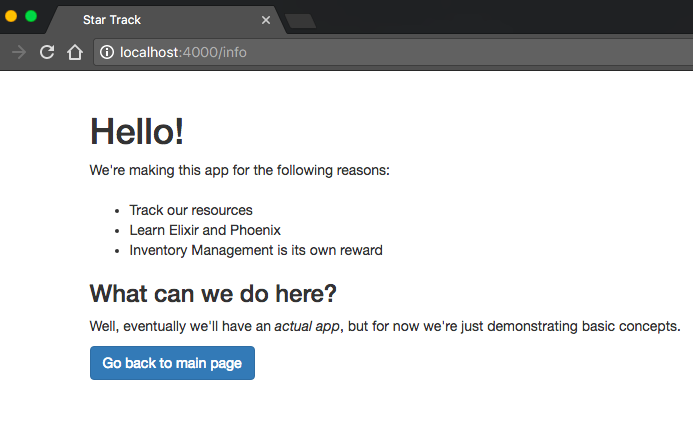 Star Track
localhost:4000/info
Hello!
We're making this app for the following reasons:
Track our resources
Learn Elixir and Phoenix
Inventory Management is its own reward
What can we do here?
Well, eventually we'll have an actual app, but for now we're just demonstrating basic concepts.
Go back to main page